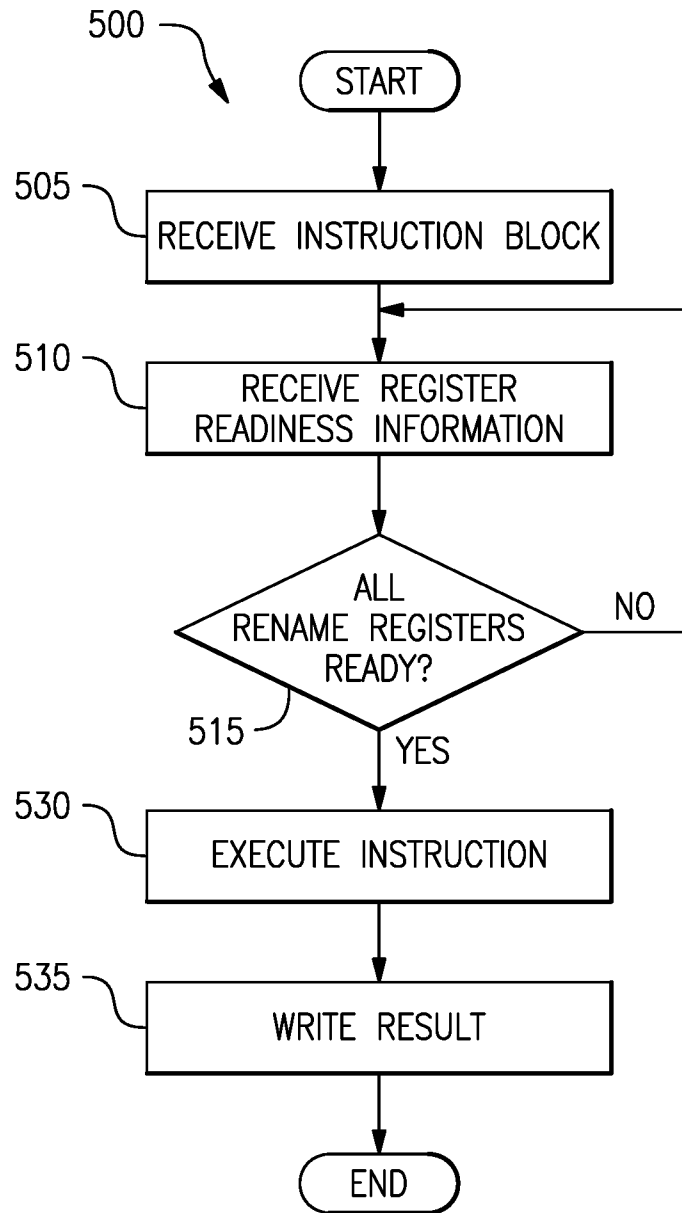 500
START
505
RECEIVE INSTRUCTION BLOCK
510
RECEIVE REGISTER
READINESS INFORMATION
ALL
RENAME REGISTERS
READY?
NO
515
YES
530
EXECUTE INSTRUCTION
535
WRITE RESULT
END